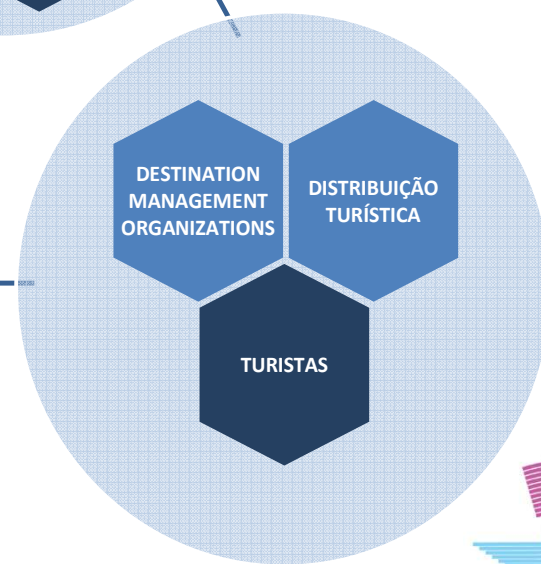 DESTINATION
MANAGEMENT
ORGANIZATIONS
DISTRIBUIÇÃO
TURÍSTICA
TURISTAS